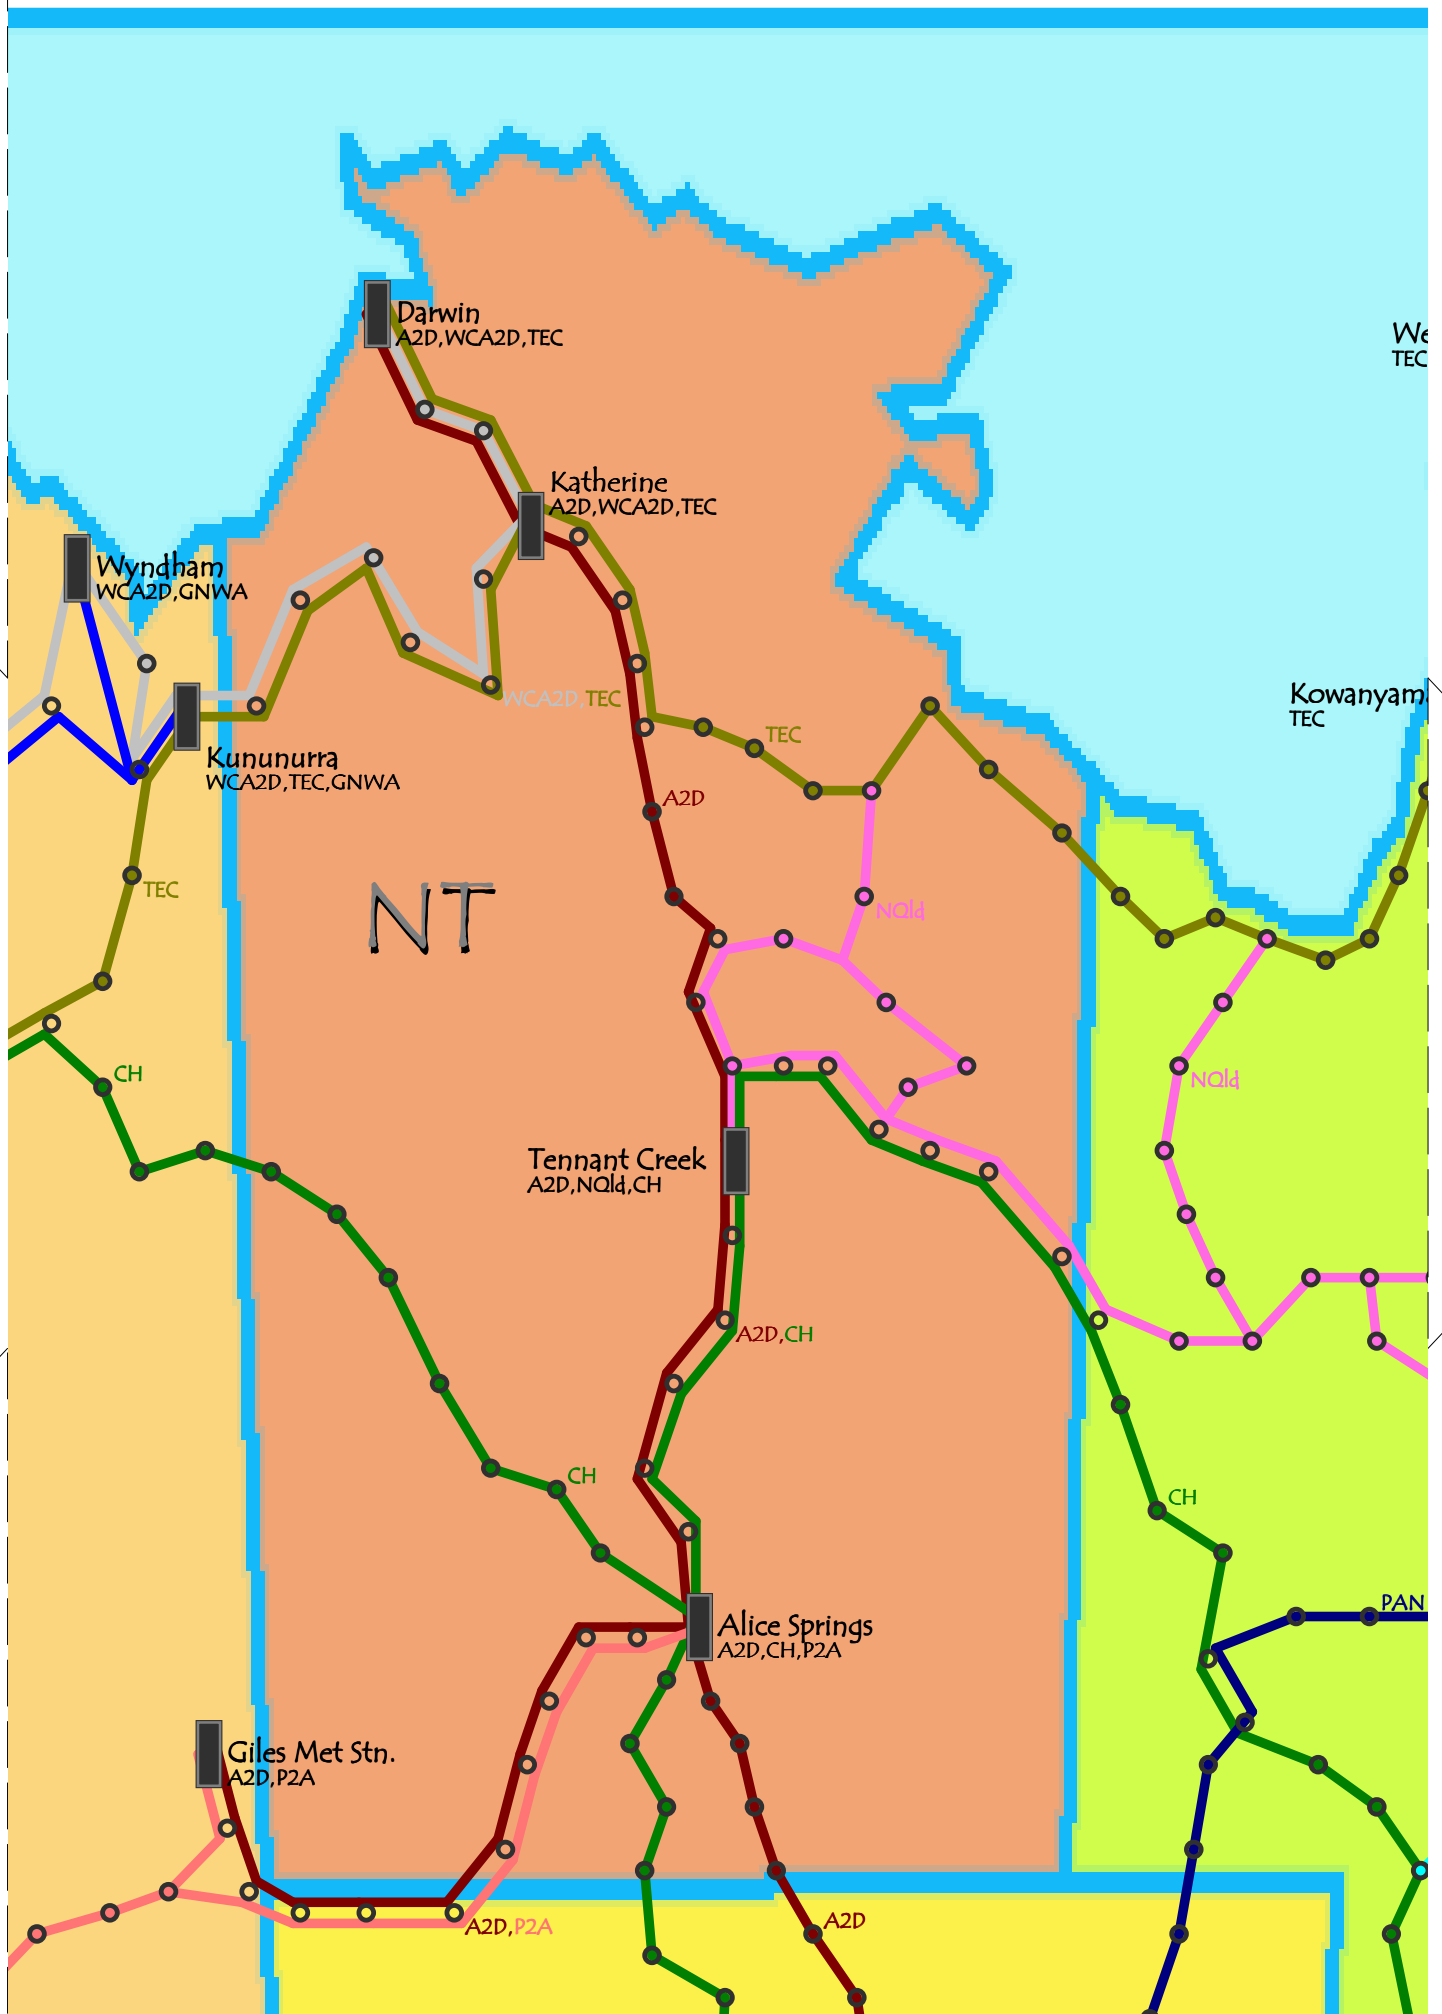 Darwin
A2D,WCA2D,TEC
We
TEC
Katherine
A2D,WCA2D,TEC
Wyndham
WCA2D,GNWA
WCA2D,TEC
Kowanyam
TEC
TEC
Kununurra
WCA2D,TEC,GNWA
A2D
TEC
NT
NQld
CH
NQld
Tennant Creek
A2D,NQld,CH
A2D,CH
CH
CH
PAN
Alice Springs
A2D,CH,P2A
Giles Met Stn.
A2D,P2A
A2D,P2A
A2D